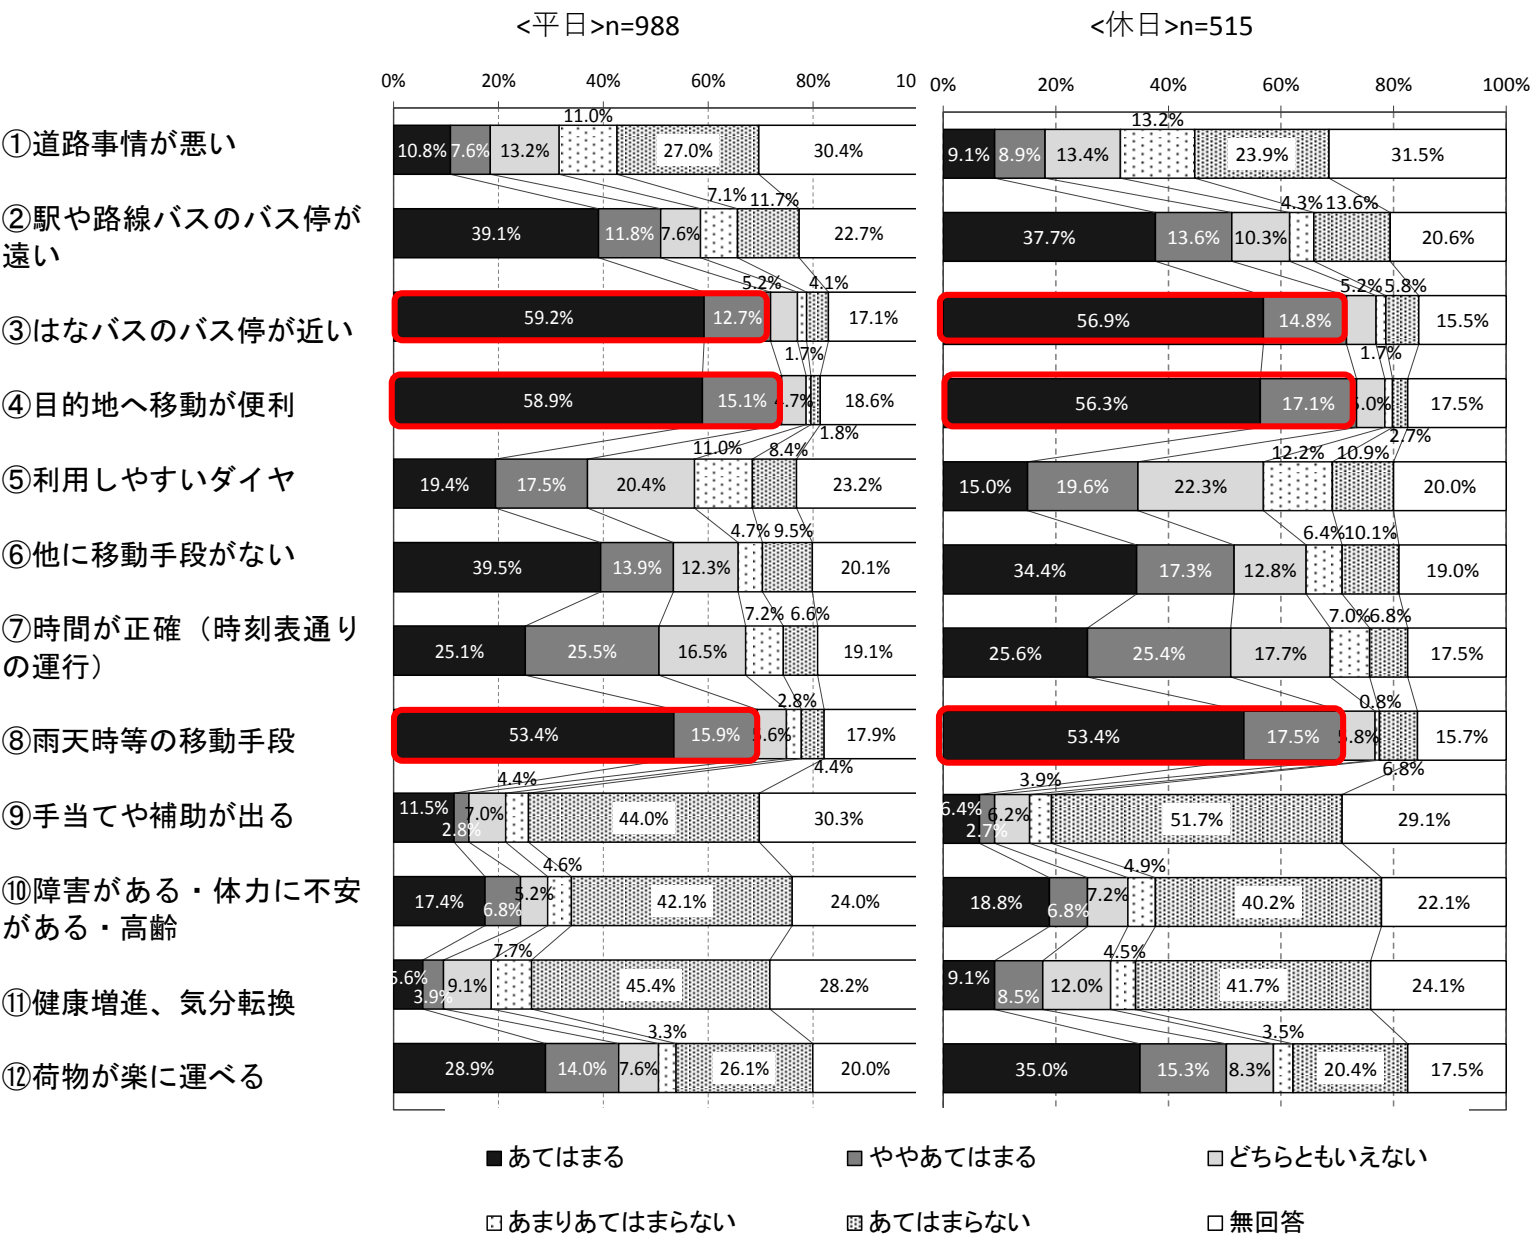 <平日>n=988
<休日>n=515
0% 20% 40% 60% 80% 10
0% 20% 40% 60% 80% 100%
①道路事情が悪い
11.0%
10.8% 7.6% 13.2% 27.0% 30.4%
13.2%
9.1% 8.9% 13.4% 23.9% 31.5%
②駅や路線バスのバス停が
遠い
7.1% 11.7%
39.1% 11.8% 7.6% 22.7%
4.3% 13.6%
37.7% 13.6% 10.3% 20.6%
③はなバスのバス停が近い
5.2% 4.1%
59.2% 12.7% 17.1%
1.7%
5.2% 5.8%
56.9% 14.8% 15.5%
1.7%
④目的地へ移動が便利
58.9% 15.1% 4.7% 18.6%
1.8%
56.3% 17.1% 5.0% 17.5%
2.7%
⑤利用しやすいダイヤ
11.0% 8.4%
19.4% 17.5% 20.4% 23.2%
12.2% 10.9%
15.0% 19.6% 22.3% 20.0%
⑥他に移動手段がない
4.7% 9.5%
39.5% 13.9% 12.3% 20.1%
6.4% 10.1%
34.4% 17.3% 12.8% 19.0%
⑦時間が正確（時刻表通り
の運行）
7.2% 6.6%
25.1% 25.5% 16.5% 19.1%
7.0% 6.8%
25.6% 25.4% 17.7% 17.5%
⑧雨天時等の移動手段
2.8%
53.4% 15.9% 5.6% 17.9%
4.4%
0.8%
53.4% 17.5% 5.8% 15.7%
6.8%
⑨手当てや補助が出る
4.4%
11.5% 2.8% 7.0% 44.0% 30.3%
3.9%
6.4% 2.7% 6.2% 51.7% 29.1%
⑩障害がある・体力に不安
がある・高齢
4.6%
17.4% 6.8% 5.2% 42.1% 24.0%
4.9%
18.8% 6.8% 7.2% 40.2% 22.1%
⑪健康増進、気分転換
7.7%
5.6% 3.9% 9.1% 45.4% 28.2%
4.5%
9.1% 8.5% 12.0% 41.7% 24.1%
⑫荷物が楽に運べる
3.3%
28.9% 14.0% 7.6% 26.1% 20.0%
3.5%
35.0% 15.3% 8.3% 20.4% 17.5%
あてはまる ややあてはまる どちらともいえない
あまりあてはまらない あてはまらない 無回答